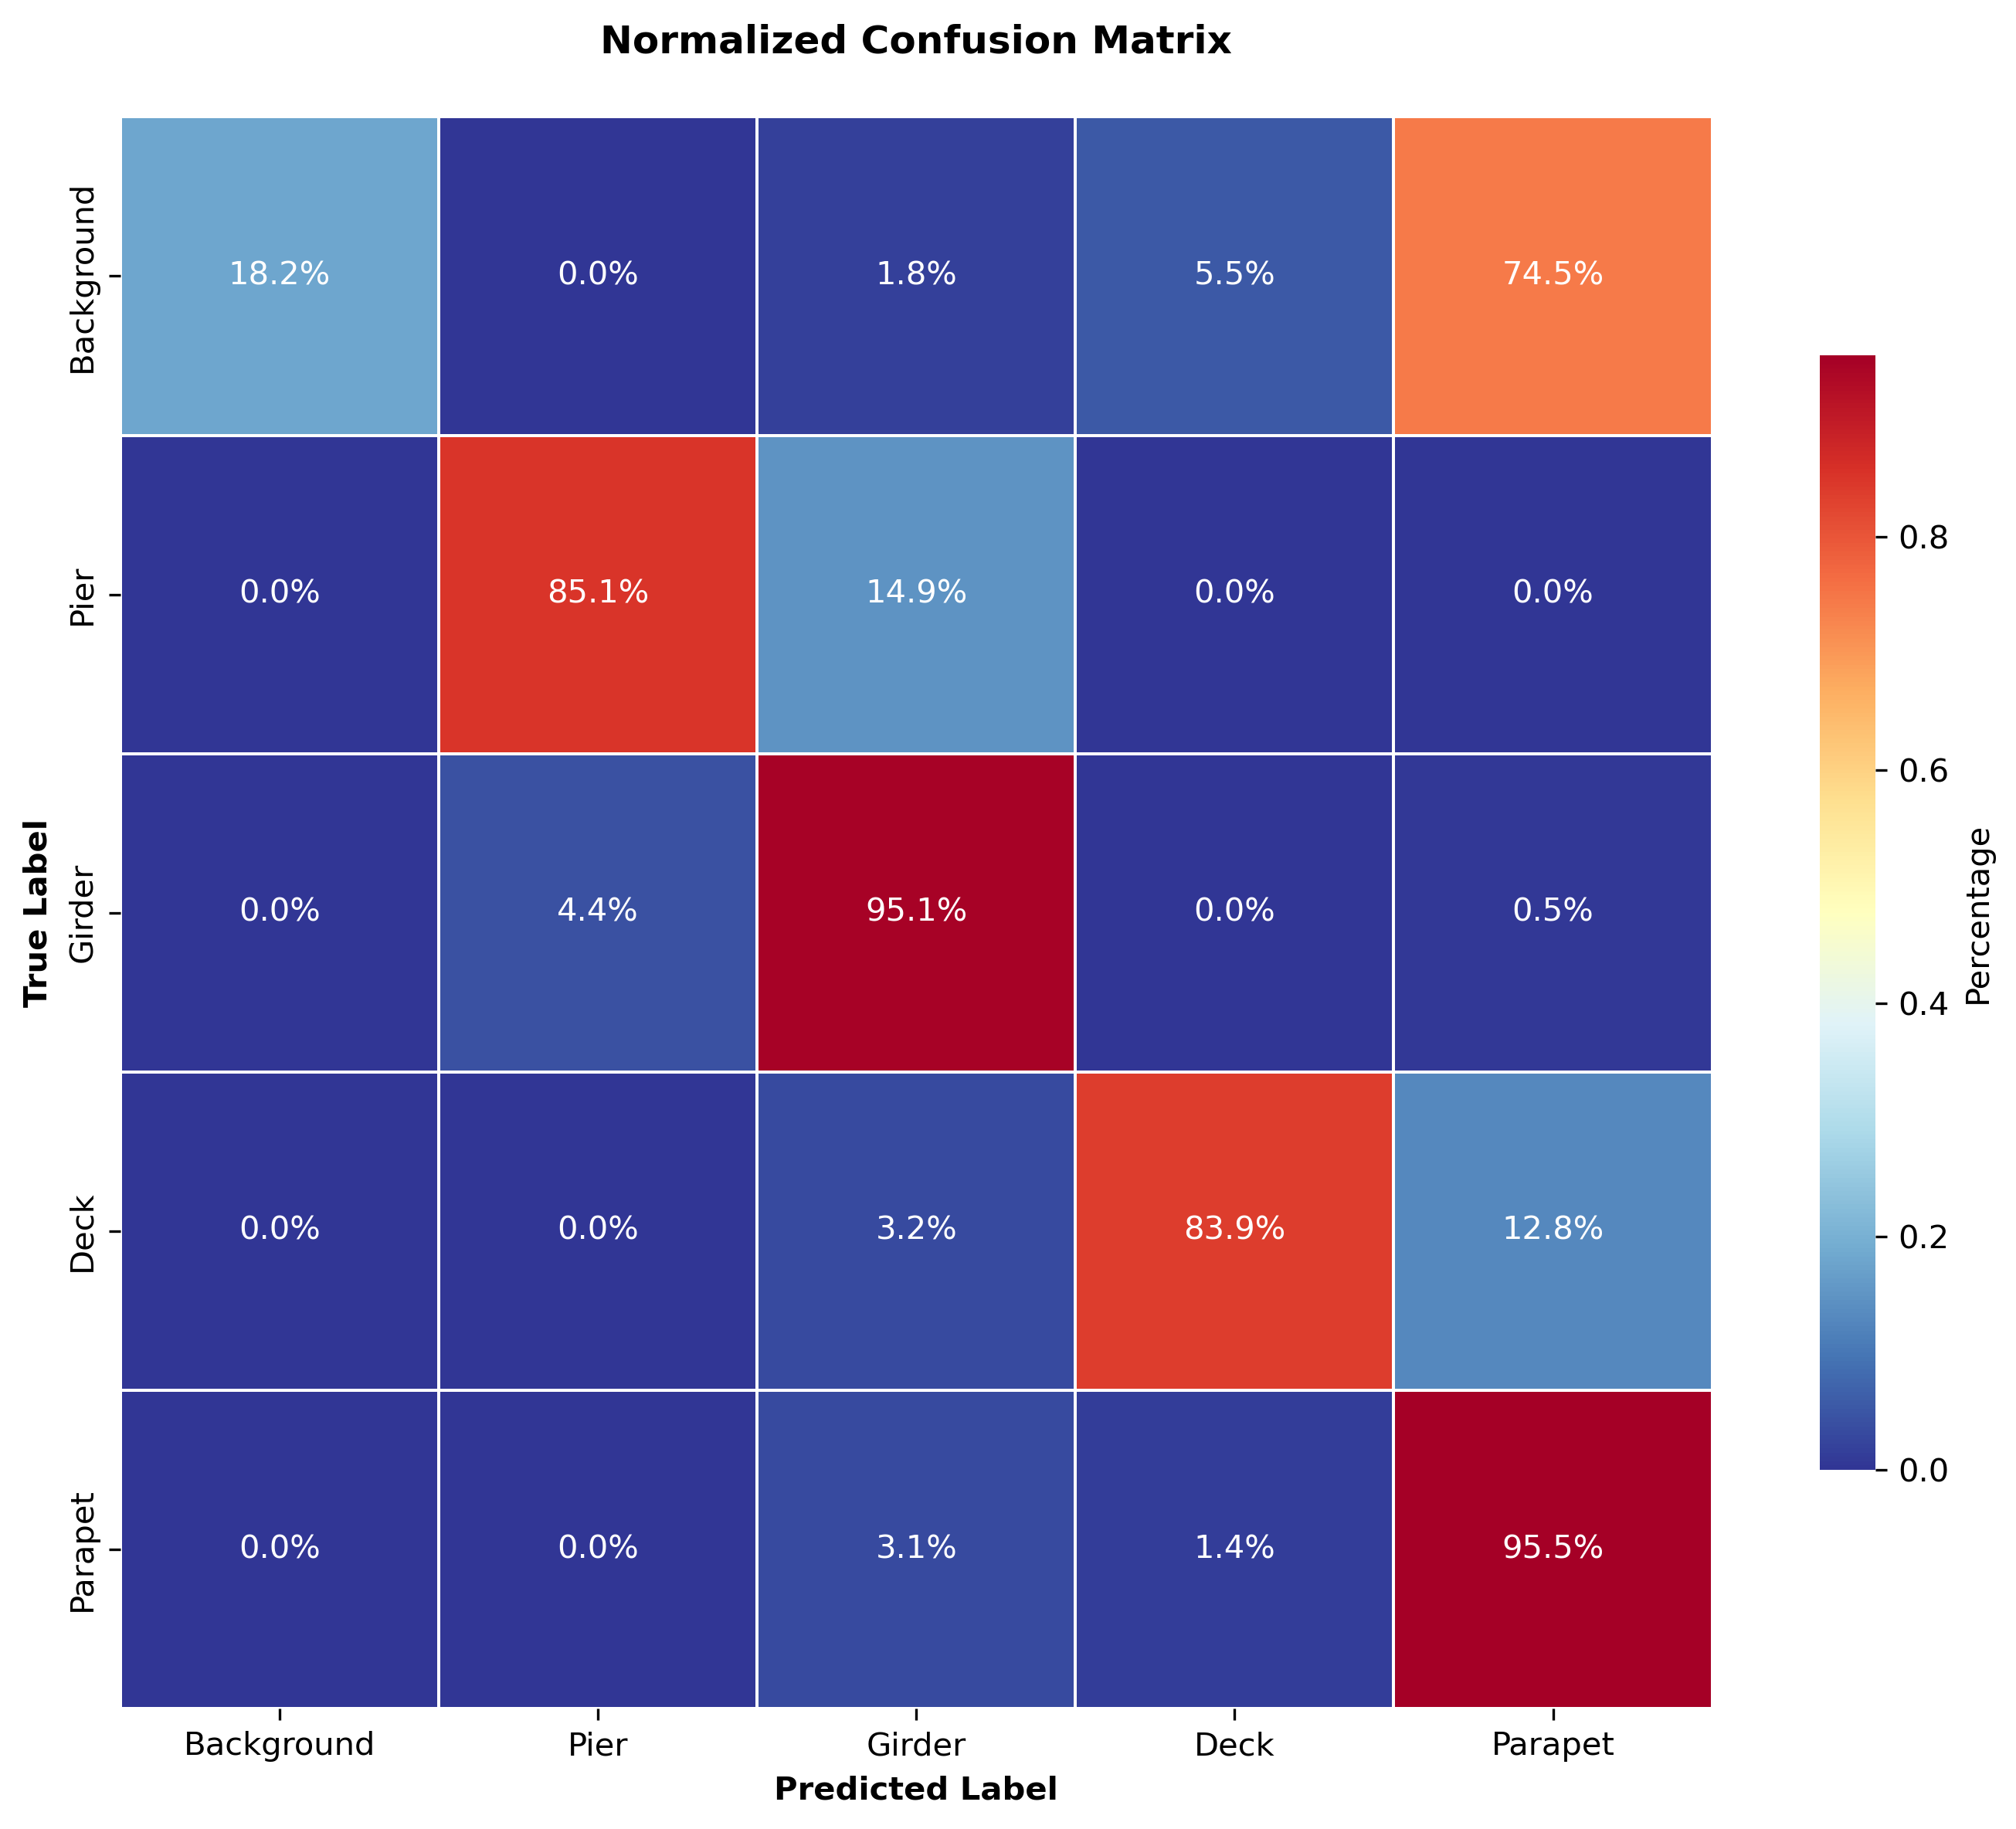 Normalized Confusion Matrix
True Label
Background
18.2% 0.0% 1.8% 5.5% 74.5%
Pier
0.0% 85.1% 14.9% 0.0% 0.0%
Girder
0.0% 4.4% 95.1% 0.0% 0.5%
Deck
0.0% 0.0% 3.2% 83.9% 12.8%
Parapet
0.0% 0.0% 3.1% 1.4% 95.5%
Background Pier Girder Deck Parapet
Predicted Label
0.8
0.6
0.4
0.2
0.0
Percentage